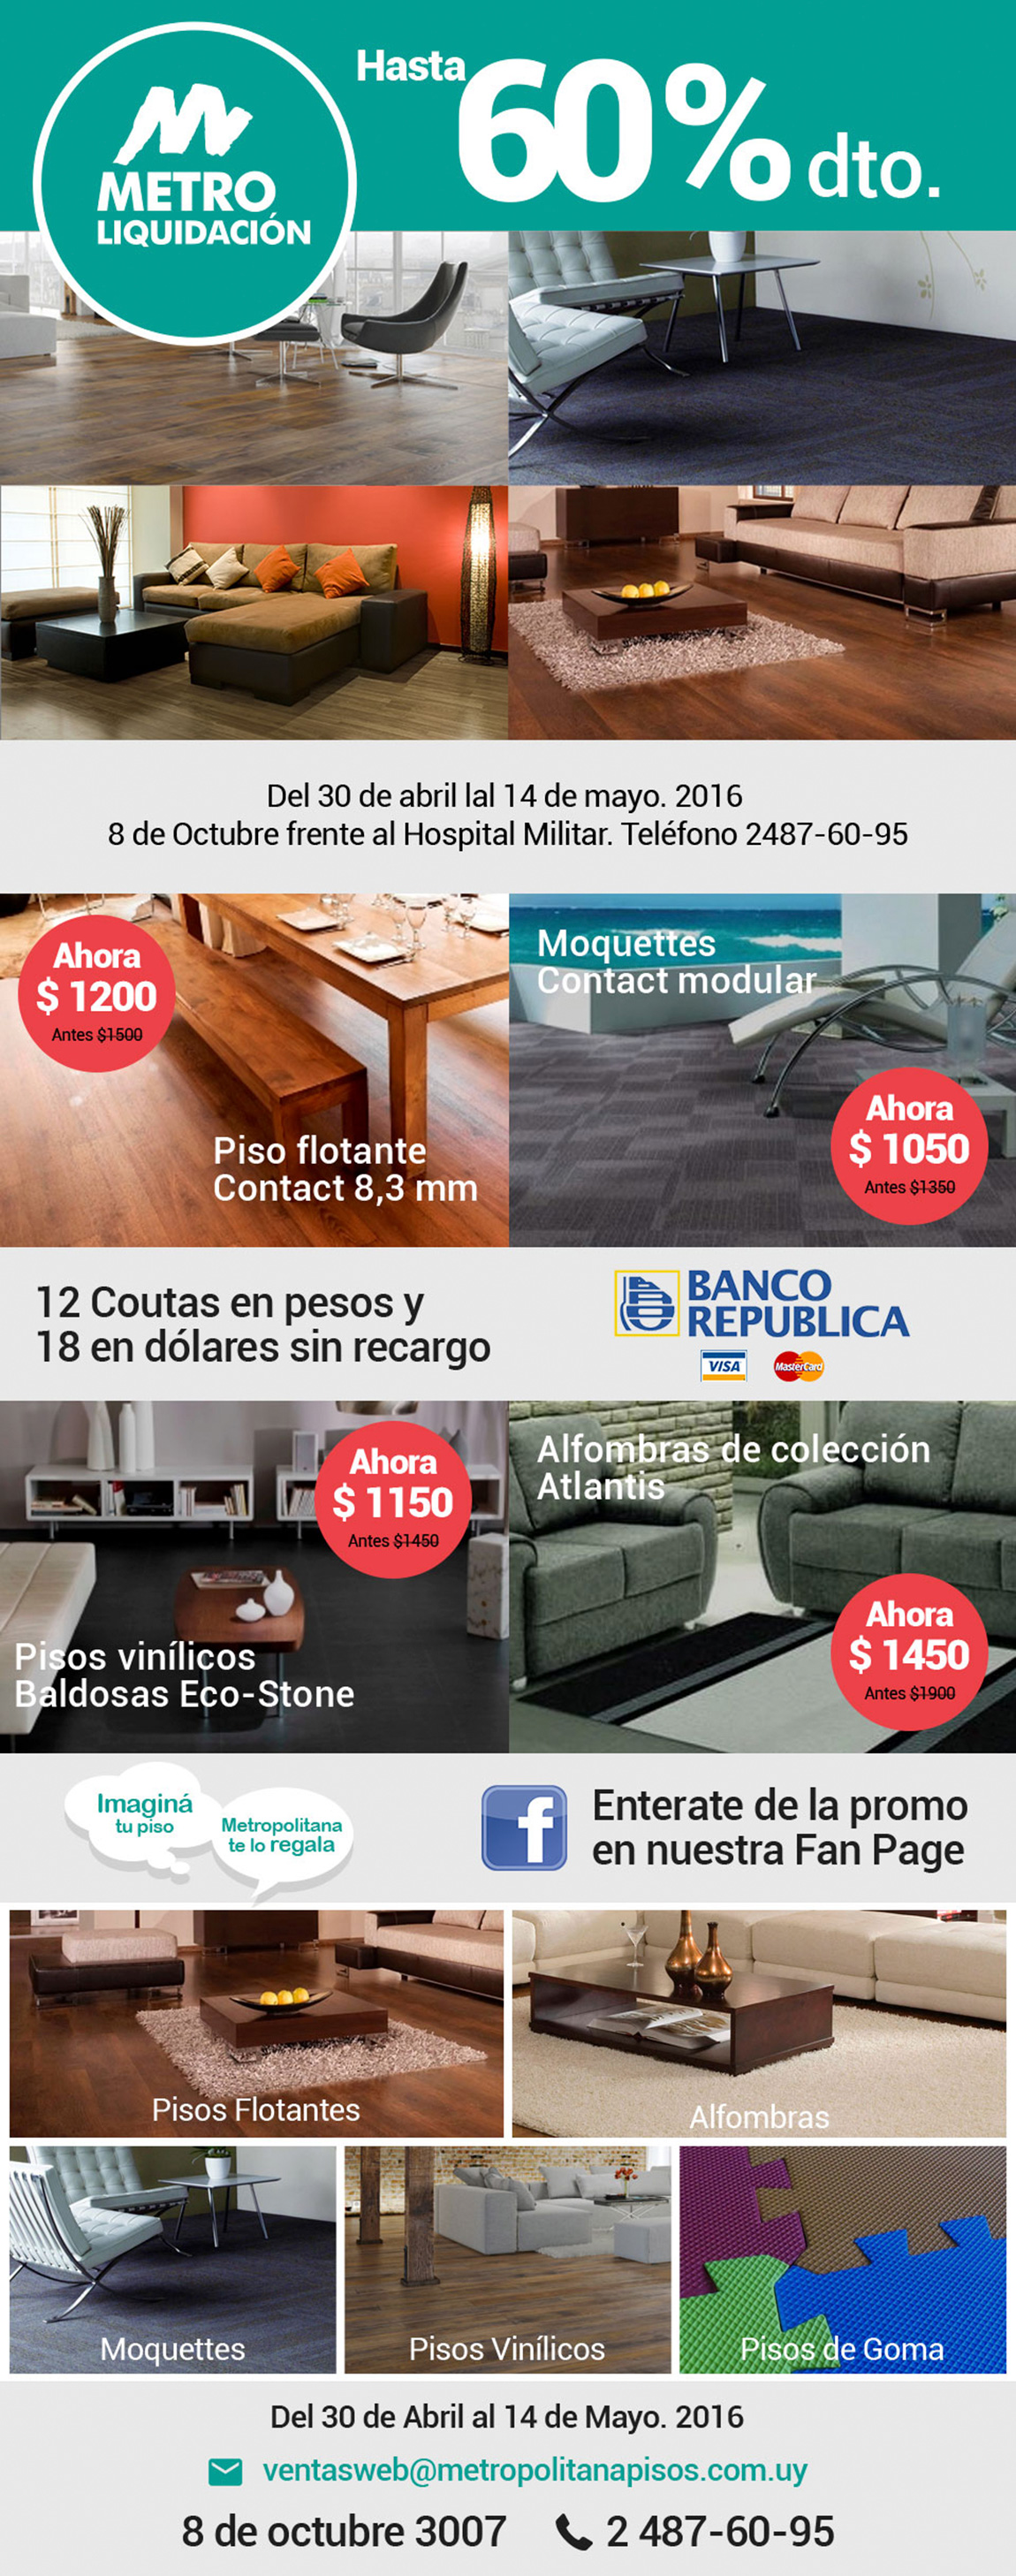 METRO
LIQUIDACIÓN
Hasta
60% dto.
Del 30 de abril lal 14 de mayo. 2016
8 de Octubre frente al Hospital Militar. Teléfono 2487-60-95
Ahora
$ 1200
Antes $1500
Piso flotante
Contact 8,3 mm
Moquettes
Contact modular
Ahora
$ 1050
Antes $1350
12 Coutas en pesos y
18 en dólares sin recargo
BANCO
REPUBLICA
VISA
MasterCard
Ahora
$ 1150
Antes $1450
Pisos vinílicos
Baldosas Eco-Stone
Alfombras de colección
Atlantis
Ahora
$ 1450
Antes $1900
Imaginá
tu piso
Metropolitana
te lo regala
f
Enterate de la promo
en nuestra Fan Page
Pisos Flotantes
Alfombras
Moquettes
Pisos Vinílicos
Pisos de Goma
Del 30 de Abril al 14 de Mayo. 2016
ventasweb@metropolitanapisos.com.uy
8 de octubre 3007
2 487-60-95